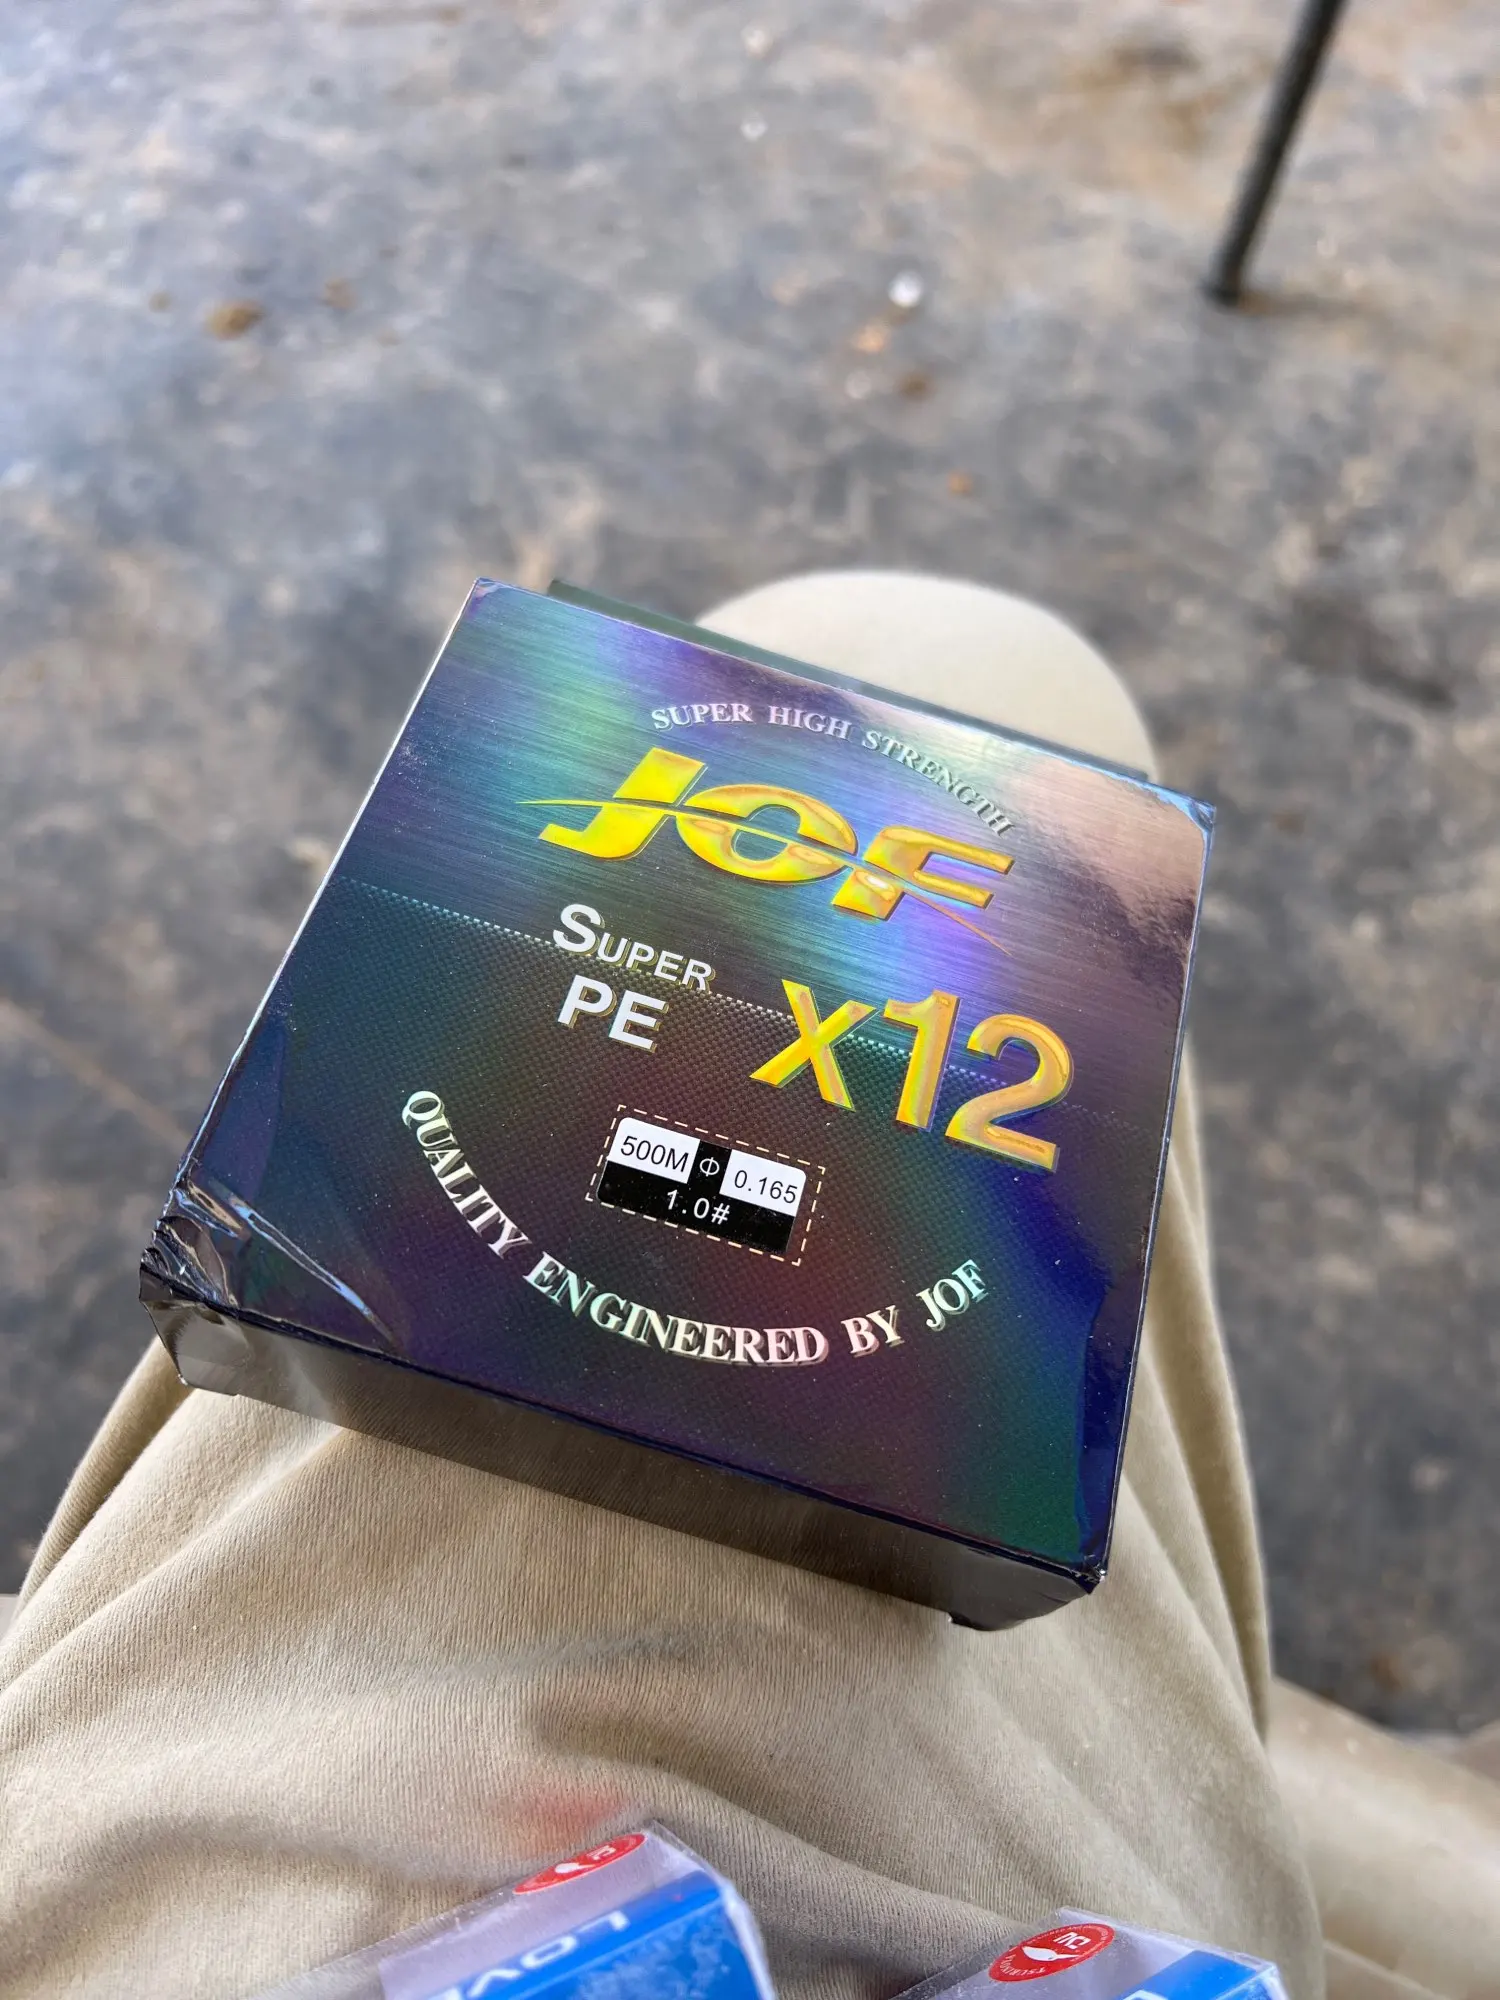 SUPER HIGH STRENGTH
JOF
SUPER
PE
X12
500M Φ 0.165
1.0#
QUALITY ENGINEERED BY JOF